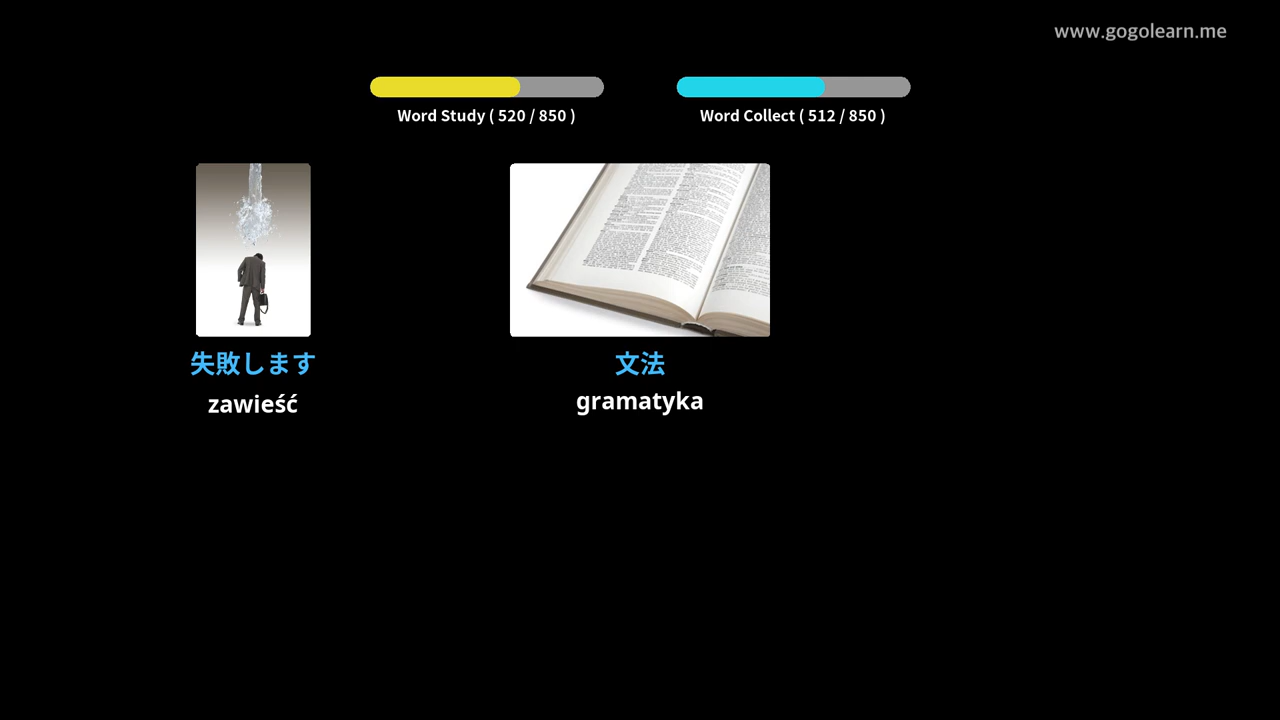 www.gogolearn.me
Word Study ( 520 / 850 )
Word Collect ( 512 / 850 )
失敗します
zawieść
文法
gramatyka